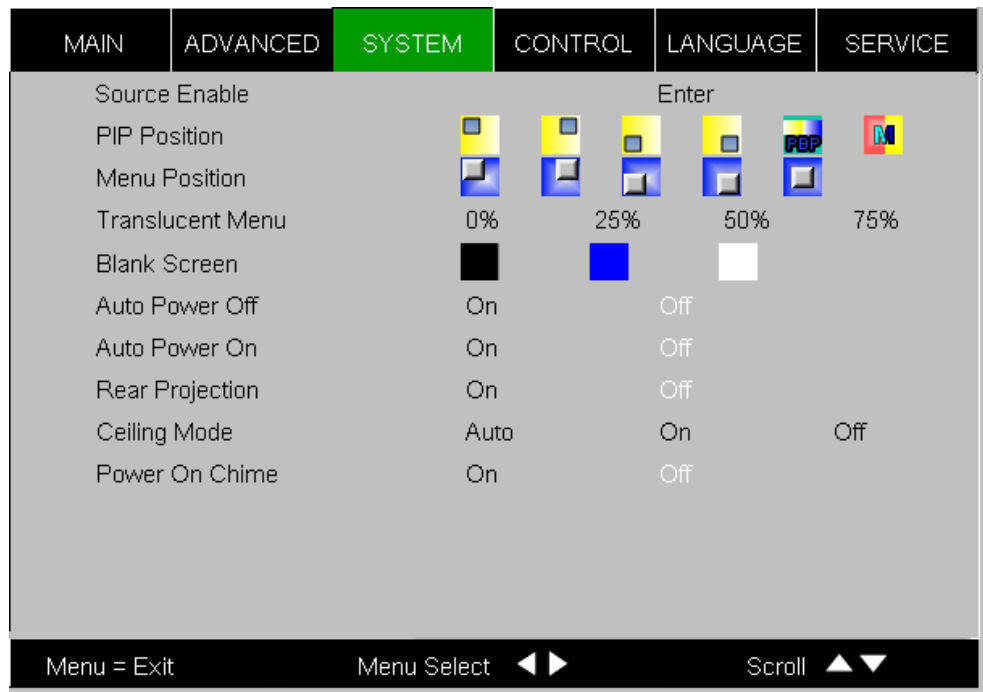 MAIN ADVANCED SYSTEM CONTROL LANGUAGE SERVICE
Source Enable Enter
PIP Position PBP M
Menu Position
Translucent Menu 0% 25% 50% 75%
Blank Screen
Auto Power Off On Off
Auto Power On On Off
Rear Projection On Off
Ceiling Mode Auto On Off
Power On Chime On Off
Menu = Exit Menu Select Scroll